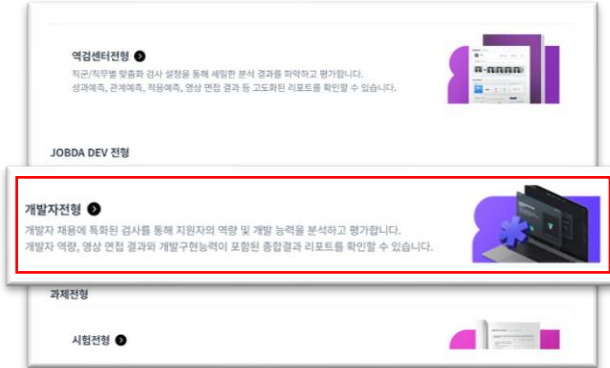 역검센터전형
직군/직무별 맞춤화 검사 설정을 통해 세밀한 분석 결과를 파악하고 평가합니다.
성과예측, 관계예측, 적응예측, 영상 면접 결과 등 고도화된 리포트를 확인할 수 있습니다.
JOBDA DEV 전형
개발자전형
개발자 채용에 특화된 검사를 통해 지원자의 역량 및 개발 능력을 분석하고 평가합니다.
개발자 역량, 영상 면접 결과와 개발구현능력이 포함된 종합결과 리포트를 확인할 수 있습니다.
과제전형
시험전형